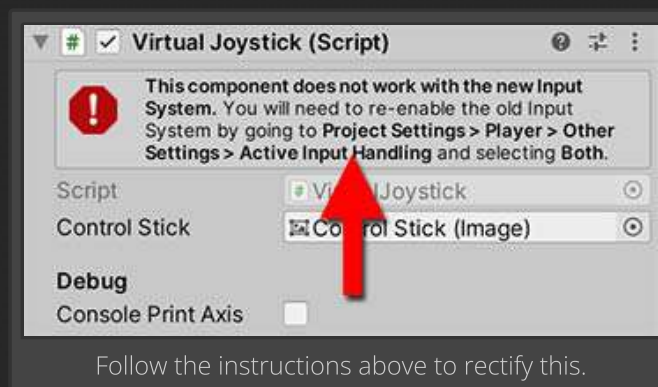 Virtual Joystick (Script)
This component does not work with the new Input
System. You will need to re-enable the old Input
System by going to Project Settings > Player > Other
Settings > Active Input Handling and selecting Both.
Script
# Joystick
Control Stick
(Image)
Debug
Console Print Axis
Follow the instructions above to rectify this.